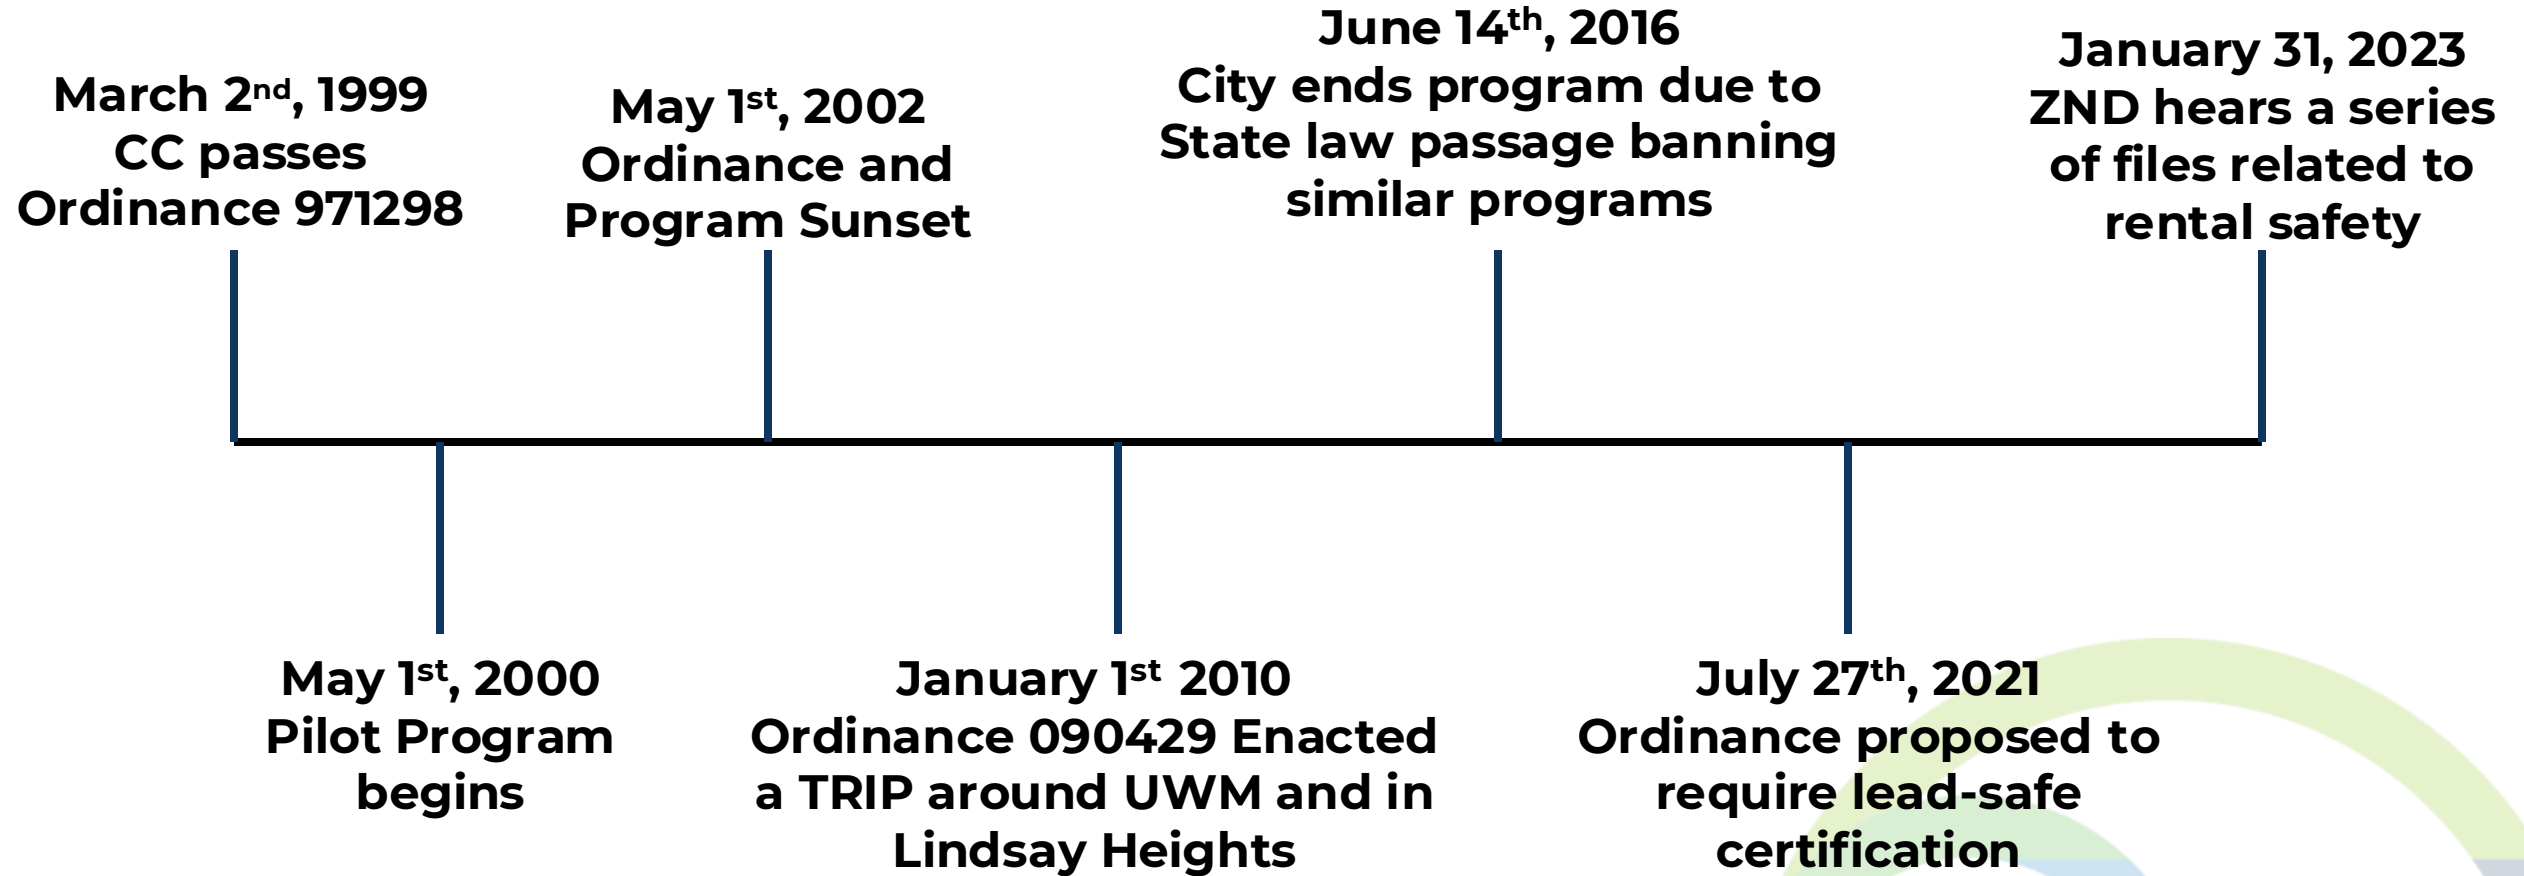 March 2nd, 1999
CC passes
Ordinance 971298
May 1st, 2000
Pilot Program
begins
May 1st, 2002
Ordinance and
Program Sunset
January 1st 2010
Ordinance 090429 Enacted
a TRIP around UWM and in
Lindsay Heights
June 14th, 2016
City ends program due to
State law passage banning
similar programs
July 27th, 2021
Ordinance proposed to
require lead-safe
certification
January 31, 2023
ZND hears a series
of files related to
rental safety